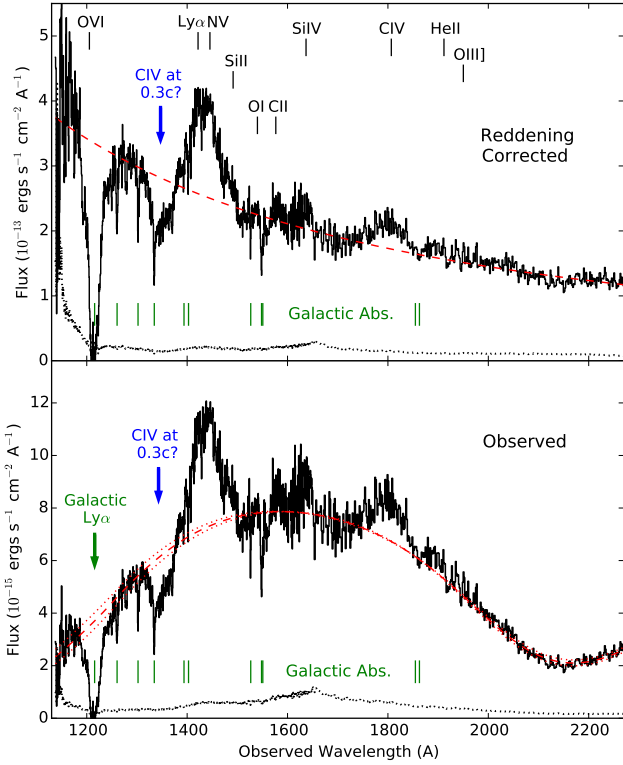 OVI
Lyα NV
SiIV
CIV
HeII
SiII
OIII]
CIV at
0.3c?
OI CII
Reddening
Corrected
Galactic Abs.
Flux (10⁻¹³ ergs s⁻¹ cm⁻² A⁻¹)
5
4
3
2
1
0
CIV at
0.3c?
Observed
Galactic
Lyα
Galactic Abs.
Flux (10⁻¹⁵ ergs s⁻¹ cm⁻² A⁻¹)
12
10
8
6
4
2
0
1200 1400 1600 1800 2000 2200
Observed Wavelength (A)